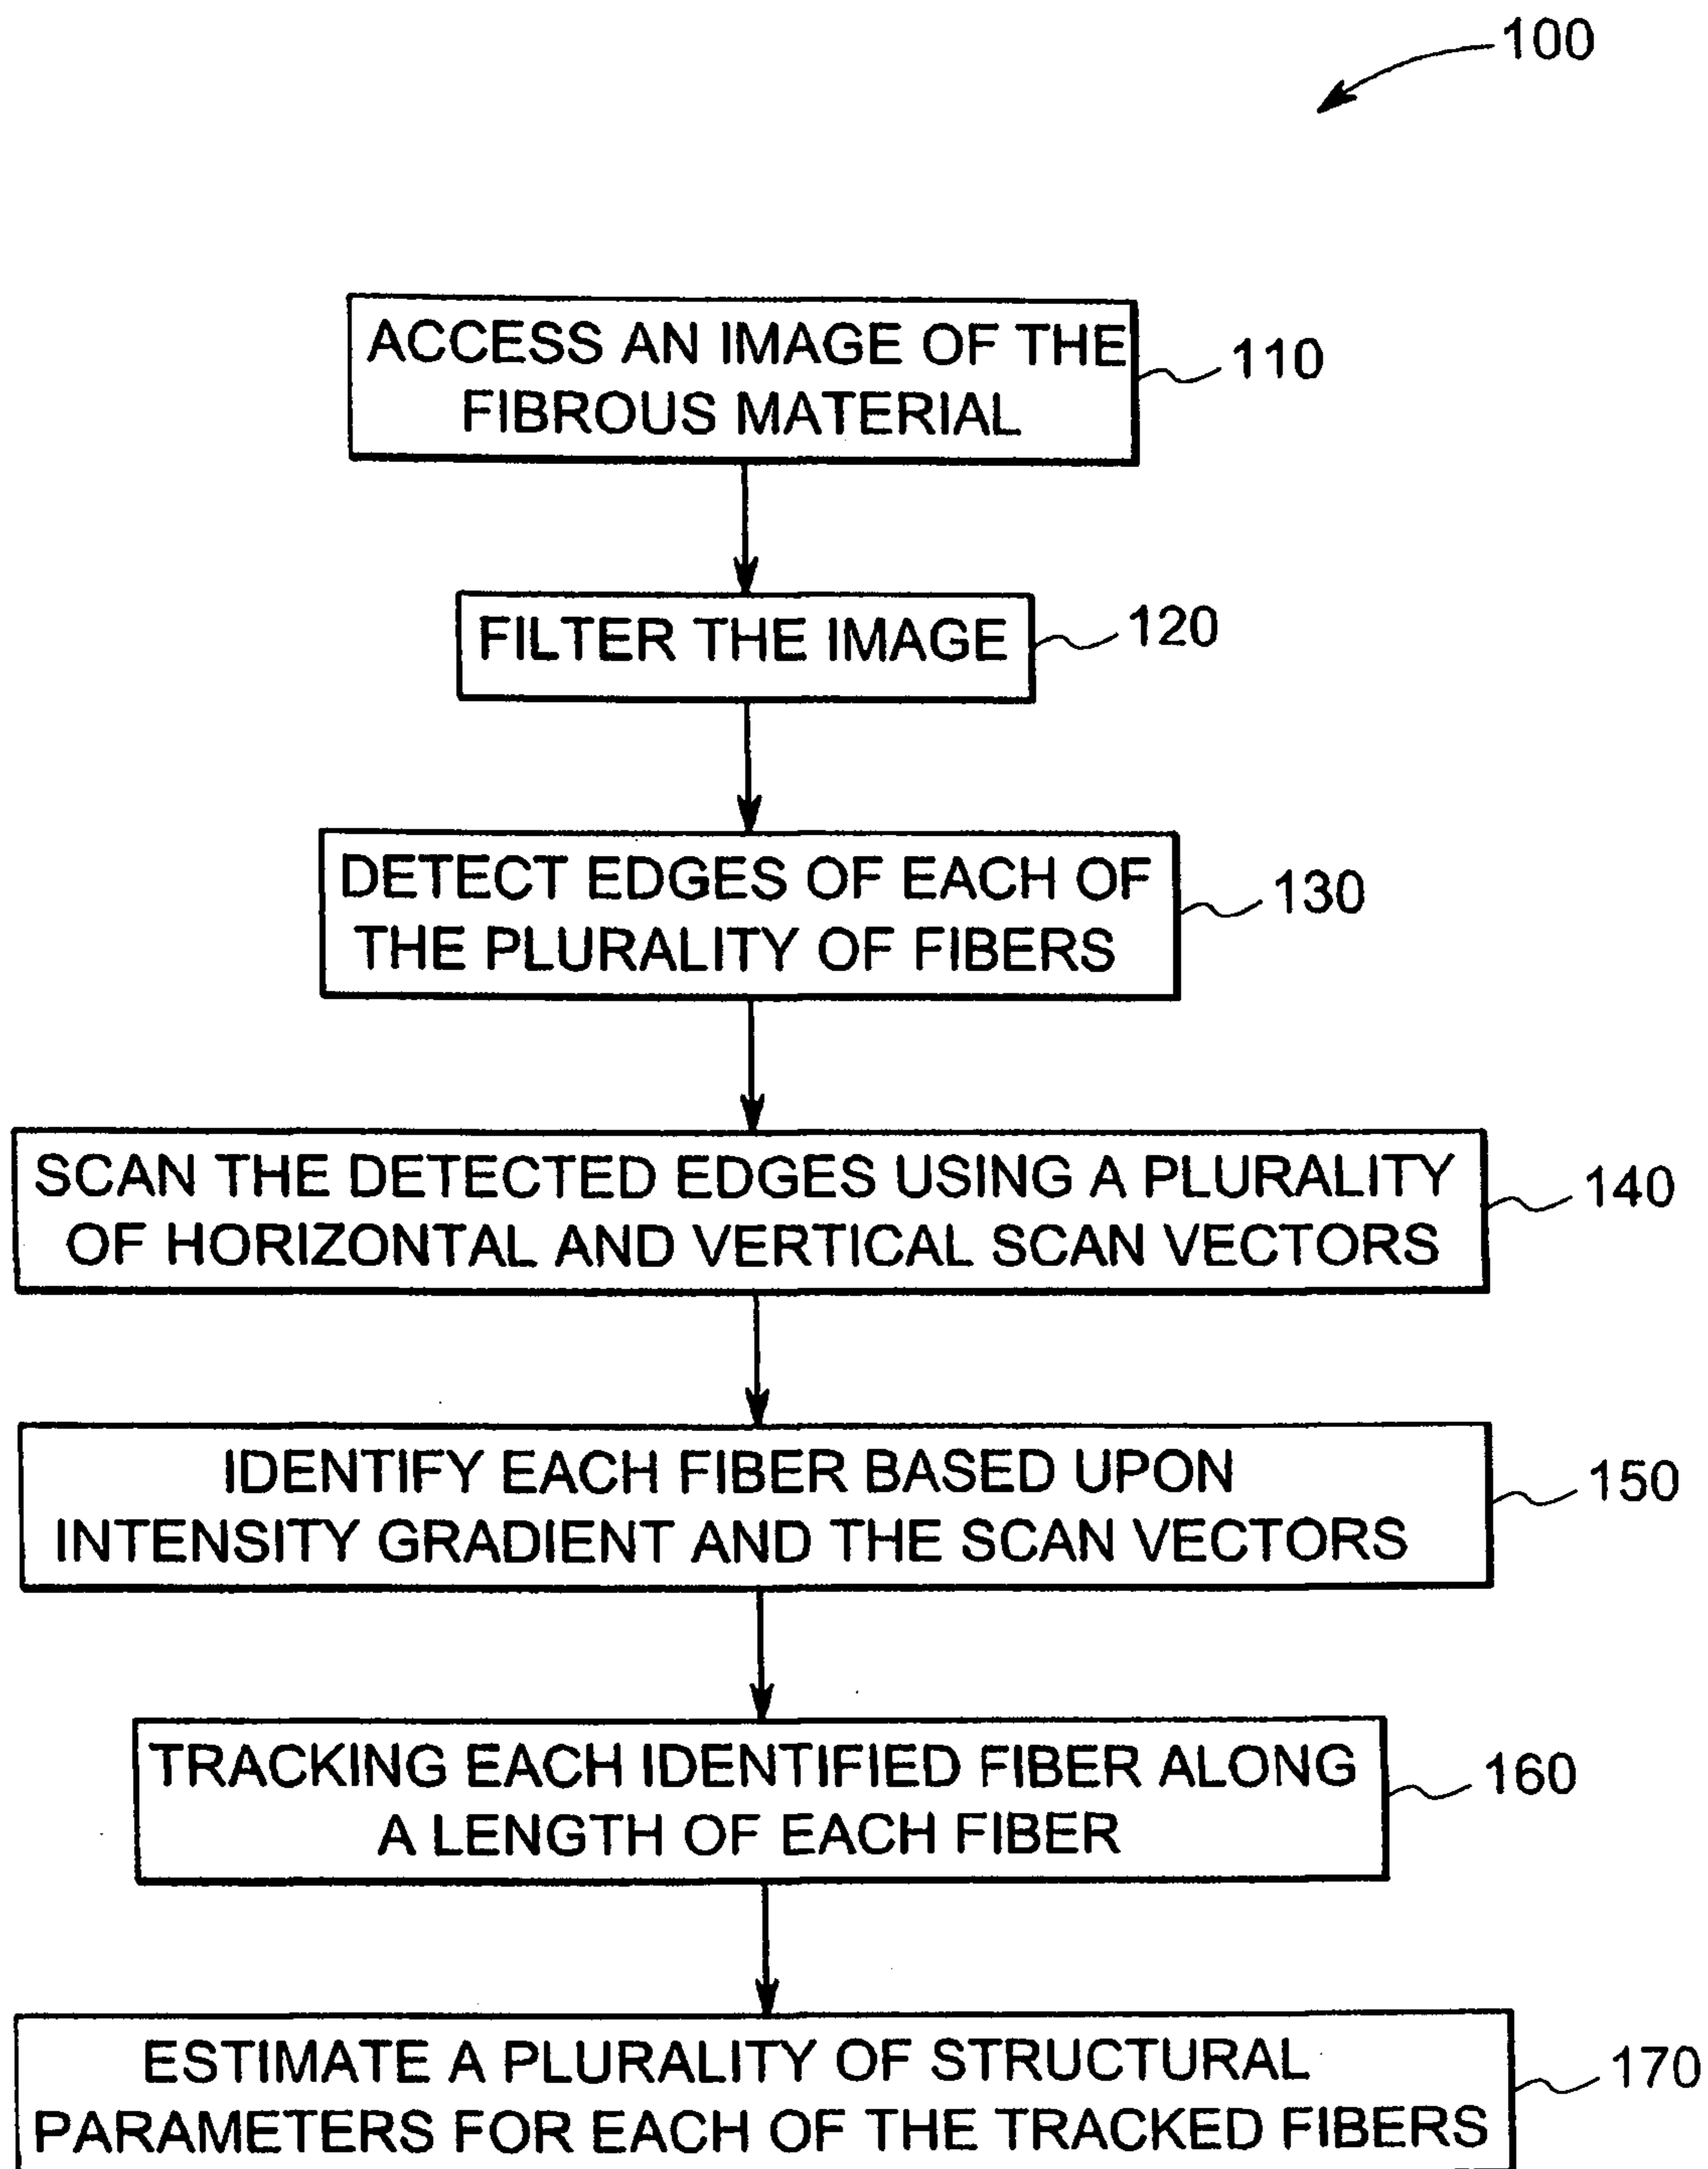 100
ACCESS AN IMAGE OF THE
FIBROUS MATERIAL
110
FILTER THE IMAGE
120
DETECT EDGES OF EACH OF
THE PLURALITY OF FIBERS
130
SCAN THE DETECTED EDGES USING A PLURALITY
OF HORIZONTAL AND VERTICAL SCAN VECTORS
140
IDENTIFY EACH FIBER BASED UPON
INTENSITY GRADIENT AND THE SCAN VECTORS
150
TRACKING EACH IDENTIFIED FIBER ALONG
A LENGTH OF EACH FIBER
160
ESTIMATE A PLURALITY OF STRUCTURAL
PARAMETERS FOR EACH OF THE TRACKED FIBERS
170